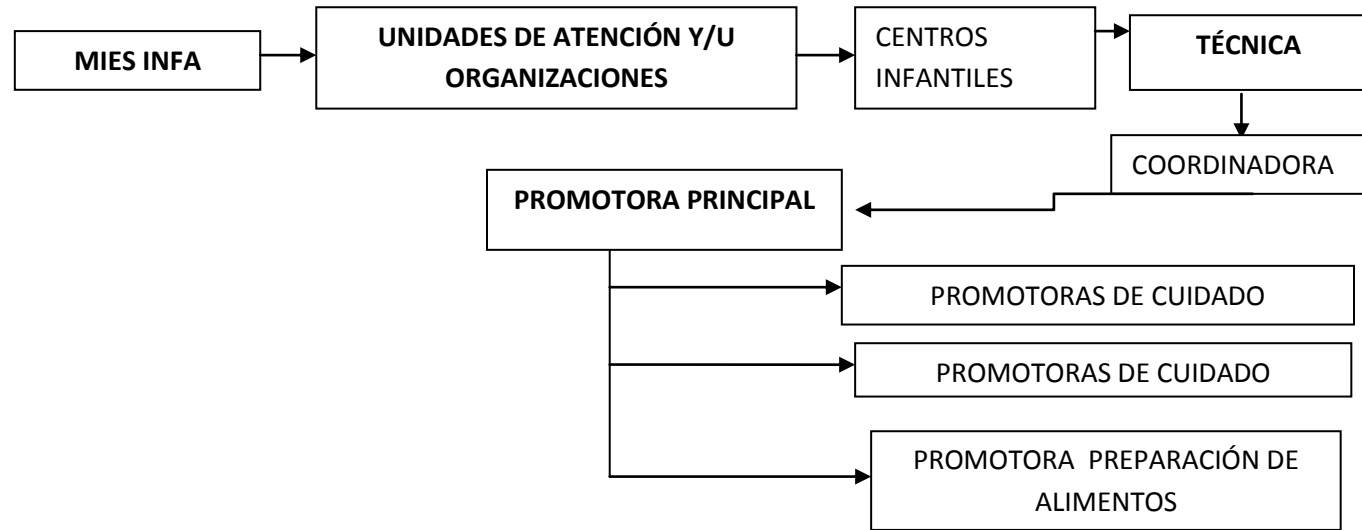 MIES INFA
UNIDADES DE ATENCIÓN Y/U
ORGANIZACIONES
CENTROS
INFANTILES
TÉCNICA
COORDINADORA
PROMOTORA PRINCIPAL
PROMOTORAS DE CUIDADO
PROMOTORAS DE CUIDADO
PROMOTORA PREPARACIÓN DE
ALIMENTOS